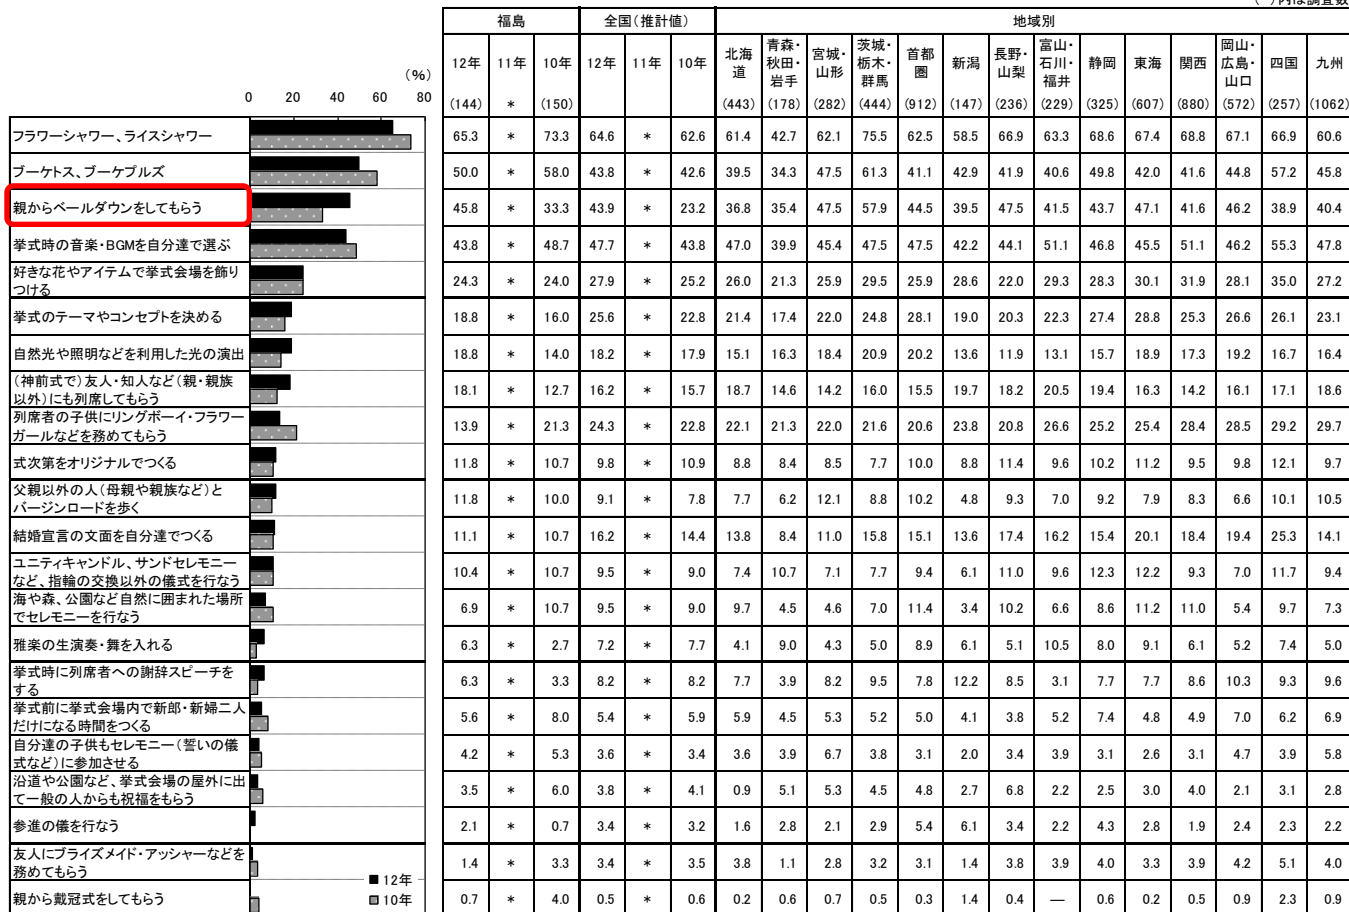 ( )内は調査数
福島 全国(推計値) 地域別
12年 11年 10年 12年 11年 10年 北海道 青森・秋田・岩手 宮城・山形 茨城・栃木・群馬 首都圏 新潟 長野・山梨 富山・石川・福井 静岡 東海 関西 岡山・広島・山口 四国 九州
(%)
0 20 40 60 80
(144) * (150) (443) (178) (282) (444) (912) (147) (236) (229) (325) (607) (880) (572) (257) (1062)
フラワーシャワー、ライスシャワー 65.3 * 73.3 64.6 * 62.6 61.4 42.7 62.1 75.5 62.5 58.5 66.9 63.3 68.6 67.4 68.8 67.1 66.9 60.6
ブーケトス、ブーケプルズ 50.0 * 58.0 43.8 * 42.6 39.5 34.3 47.5 61.3 41.1 42.9 41.9 40.6 49.8 42.0 41.6 44.8 57.2 45.8
親からベールダウンをしてもらう 45.8 * 33.3 43.9 * 23.2 36.8 35.4 47.5 57.9 44.5 39.5 47.5 41.5 43.7 47.1 41.6 46.2 38.9 40.4
挙式時の音楽・BGMを自分達で選ぶ 43.8 * 48.7 47.7 * 43.8 47.0 39.9 45.4 47.5 47.5 42.2 44.1 51.1 46.8 45.5 51.1 46.2 55.3 47.8
好きな花やアイテムで挙式会場を飾り
つける 24.3 * 24.0 27.9 * 25.2 26.0 21.3 25.9 29.5 25.9 28.6 22.0 29.3 28.3 30.1 31.9 28.1 35.0 27.2
挙式のテーマやコンセプトを決める 18.8 * 16.0 25.6 * 22.8 21.4 17.4 22.0 24.8 28.1 19.0 20.3 22.3 27.4 28.8 25.3 26.6 26.1 23.1
自然光や照明などを利用した光の演出 18.8 * 14.0 18.2 * 17.9 15.1 16.3 18.4 20.9 20.2 13.6 11.9 13.1 15.7 18.9 17.3 19.2 16.7 16.4
(神前式で)友人・知人など(親・親族
以外)にも列席してもらう 18.1 * 12.7 16.2 * 15.7 18.7 14.6 14.2 16.0 15.5 19.7 18.2 20.5 19.4 16.3 14.2 16.1 17.1 18.6
列席者の子供にリングボーイ・フラワー
ガールなどを務めてもらう 13.9 * 21.3 24.3 * 22.8 22.1 21.3 22.0 21.6 20.6 23.8 20.8 26.6 25.2 25.4 28.4 28.5 29.2 29.7
式次第をオリジナルでつくる 11.8 * 10.7 9.8 * 10.9 8.8 8.4 8.5 7.7 10.0 8.8 11.4 9.6 10.2 11.2 9.5 9.8 12.1 9.7
父親以外の人(母親や親族など)と
バージンロードを歩く 11.8 * 10.0 9.1 * 7.8 7.7 6.2 12.1 8.8 10.2 4.8 9.3 7.0 9.2 7.9 8.3 6.6 10.1 10.5
結婚宣言の文面を自分達でつくる 11.1 * 10.7 16.2 * 14.4 13.8 8.4 11.0 15.8 15.1 13.6 17.4 16.2 15.4 20.1 18.4 19.4 25.3 14.1
ユニティキャンドル、サンドセレモニー
など、指輪の交換以外の儀式を行なう 10.4 * 10.7 9.5 * 9.0 7.4 10.7 7.1 7.7 9.4 6.1 11.0 9.6 12.3 12.2 9.3 7.0 11.7 9.4
海や森、公園など自然に囲まれた場所
でセレモニーを行なう 6.9 * 10.7 9.5 * 9.0 9.7 4.5 4.6 7.0 11.4 3.4 10.2 6.6 8.6 11.2 11.0 5.4 9.7 7.3
雅楽の生演奏・舞を入れる 6.3 * 2.7 7.2 * 7.7 4.1 9.0 4.3 5.0 8.9 6.1 5.1 10.5 8.0 9.1 6.1 5.2 7.4 5.0
挙式時に列席者への謝辞スピーチを
する 6.3 * 3.3 8.2 * 8.2 7.7 3.9 8.2 9.5 7.8 12.2 8.5 3.1 7.7 7.7 8.6 10.3 9.3 9.6
挙式前に挙式会場内で新郎・新婦二人
だけになる時間をつくる 5.6 * 8.0 5.4 * 5.9 5.9 4.5 5.3 5.2 5.0 4.1 3.8 5.2 7.4 4.8 4.9 7.0 6.2 6.9
自分達の子供もセレモニー(誓いの儀
式など)に参加させる 4.2 * 5.3 3.6 * 3.4 3.6 3.9 6.7 3.8 3.1 2.0 3.4 3.9 3.1 2.6 3.1 4.7 3.9 5.8
沿道や公園など、挙式会場の屋外に出
て一般の人からも祝福をもらう 3.5 * 6.0 3.8 * 4.1 0.9 5.1 5.3 4.5 4.8 2.7 6.8 2.2 2.5 3.0 4.0 2.1 3.1 2.8
参進の儀を行なう 2.1 * 0.7 3.4 * 3.2 1.6 2.8 2.1 2.9 5.4 6.1 3.4 2.2 4.3 2.8 1.9 2.4 2.3 2.2
友人にブライズメイド・アッシャーなどを
務めてもらう 1.4 * 3.3 3.4 * 3.5 3.8 1.1 2.8 3.2 3.1 1.4 3.8 3.9 4.0 3.3 3.9 4.2 5.1 4.0
親から戴冠式をしてもらう 0.7 * 4.0 0.5 * 0.6 0.2 0.6 0.7 0.5 0.3 1.4 0.4 — 0.6 0.2 0.5 0.9 2.3 0.9
12年
10年